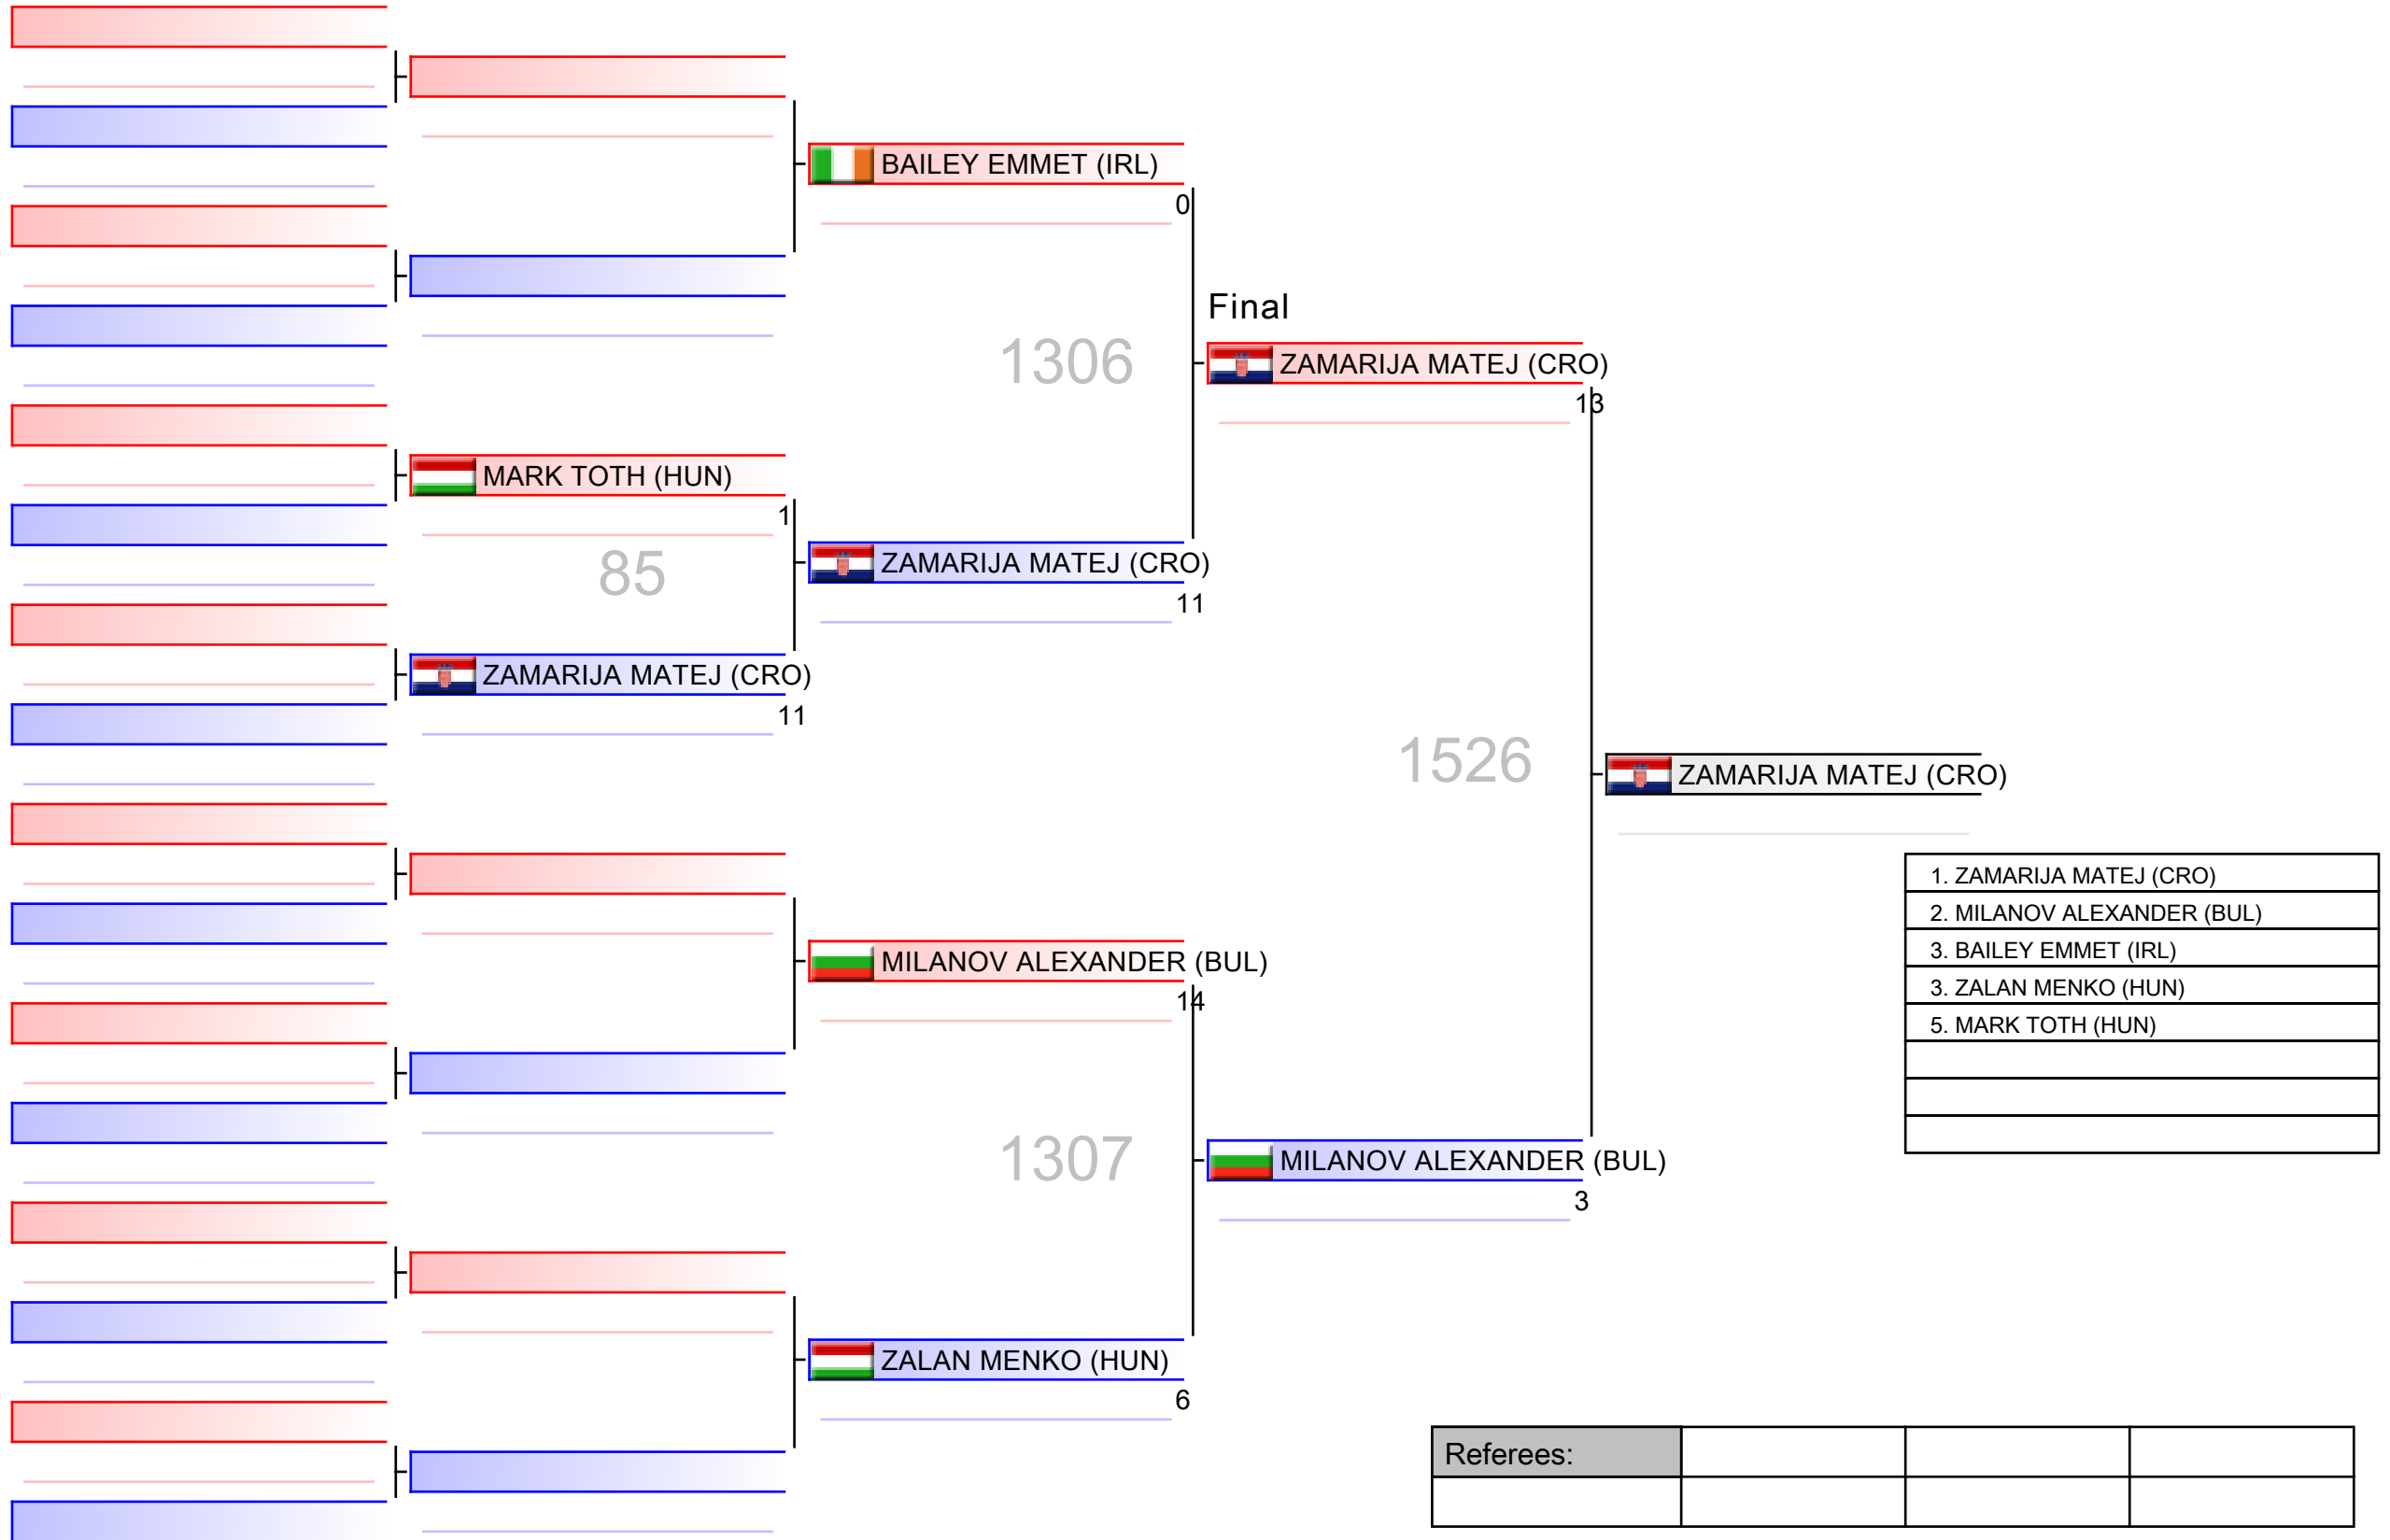 BAILEY EMMET (IRL)
0
Final
1306
ZAMARIJA MATEJ (CRO)
13
MARK TOTH (HUN)
1
85
ZAMARIJA MATEJ (CRO)
11
ZAMARIJA MATEJ (CRO)
11
1526
ZAMARIJA MATEJ (CRO)
1. ZAMARIJA MATEJ (CRO)
2. MILANOV ALEXANDER (BUL)
3. BAILEY EMMET (IRL)
3. ZALAN MENKO (HUN)
5. MARK TOTH (HUN)
MILANOV ALEXANDER (BUL)
14
1307
MILANOV ALEXANDER (BUL)
3
ZALAN MENKO (HUN)
6
Referees: